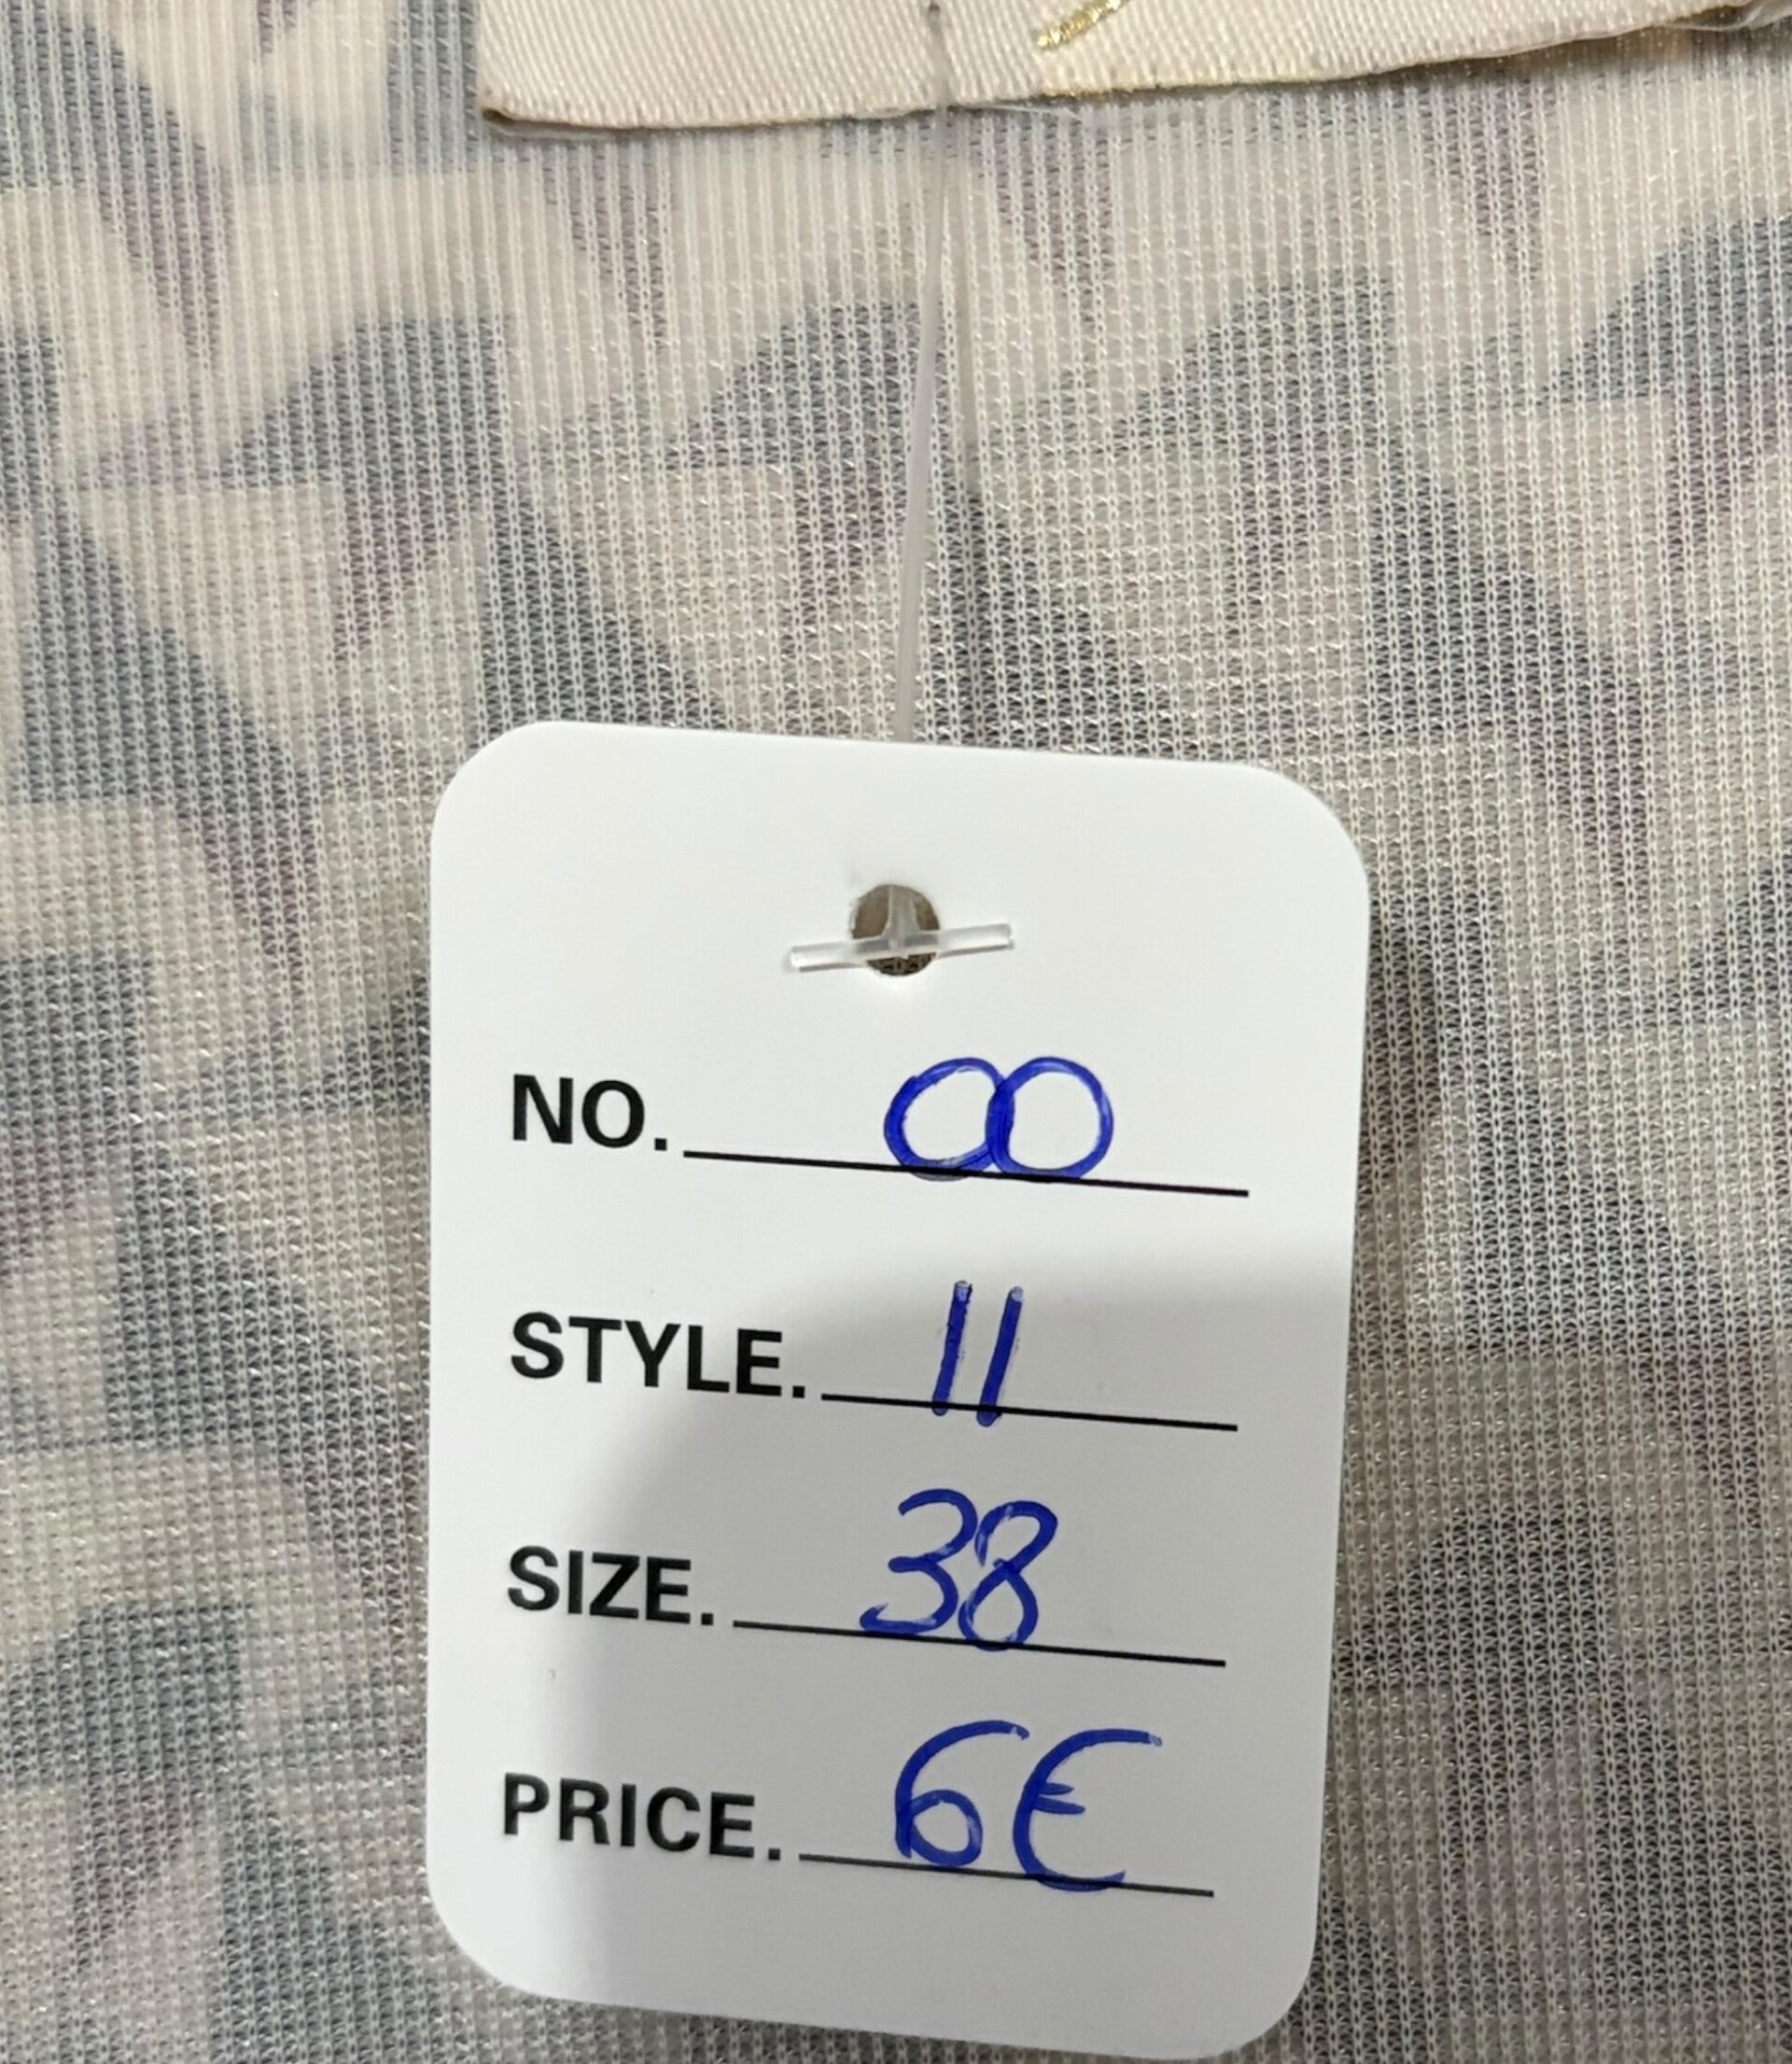 NO. 00
STYLE. 11
SIZE. 38
PRICE. 6€